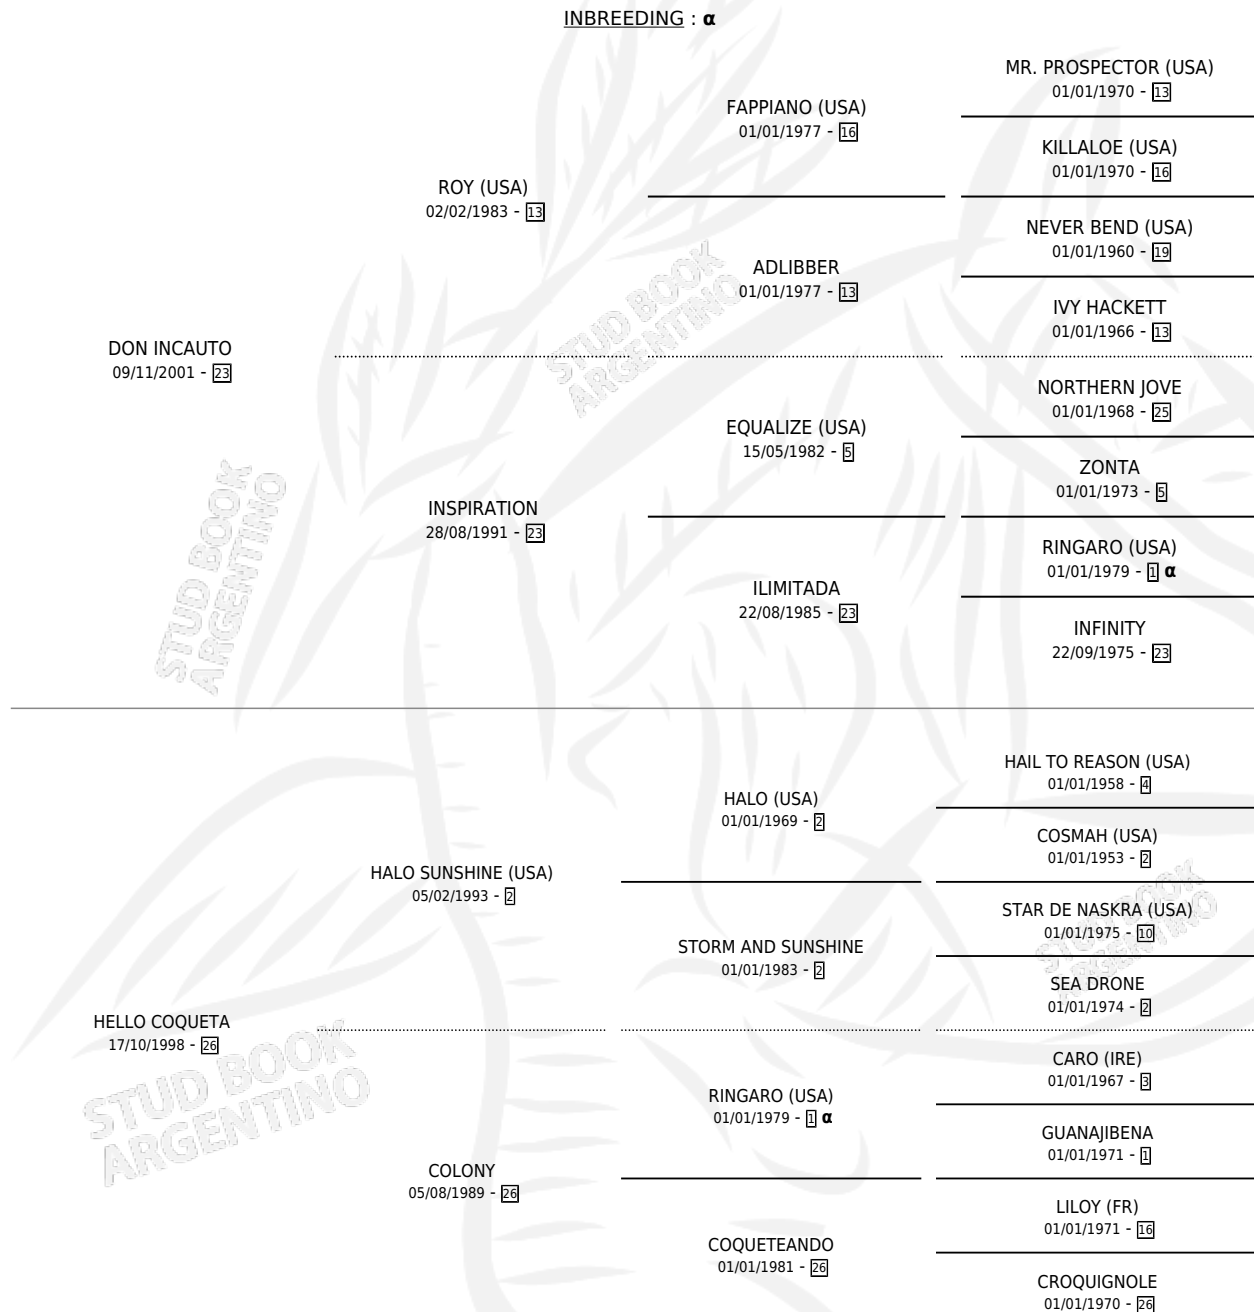 INBREEDING : α
MR. PROSPECTOR (USA)
01/01/1970 - 13
FAPPIANO (USA)
01/01/1977 - 16
KILLALOE (USA)
01/01/1970 - 16
ROY (USA)
02/02/1983 - 13
NEVER BEND (USA)
01/01/1960 - 19
ADLIBBER
01/01/1977 - 13
IVY HACKETT
01/01/1966 - 13
DON INCAUTO
09/11/2001 - 23
NORTHERN JOVE
01/01/1968 - 25
EQUALIZE (USA)
15/05/1982 - 5
ZONTA
01/01/1973 - 5
INSPIRATION
28/08/1991 - 23
RINGARO (USA)
01/01/1979 - 1 α
ILIMITADA
22/08/1985 - 23
INFINITY
22/09/1975 - 23
STUD BOOK
ARGENTINO
STUD BOOK
ARGENTINO
HAIL TO REASON (USA)
01/01/1958 - 4
HALO (USA)
01/01/1969 - 2
COSMAH (USA)
01/01/1953 - 2
HALO SUNSHINE (USA)
05/02/1993 - 2
STAR DE NASKRA (USA)
01/01/1975 - 10
STORM AND SUNSHINE
01/01/1983 - 2
SEA DRONE
01/01/1974 - 2
HELLO COQUETA
17/10/1998 - 26
CARO (IRE)
01/01/1967 - 3
RINGARO (USA)
01/01/1979 - 1 α
GUANAJIBENA
01/01/1971 - 1
COLONY
05/08/1989 - 26
LILOY (FR)
01/01/1971 - 16
COQUETEANDO
01/01/1981 - 26
CROQUIGNOLE
01/01/1970 - 26
STUD BOOK
ARGENTINO
STUD BOOK
ARGENTINO